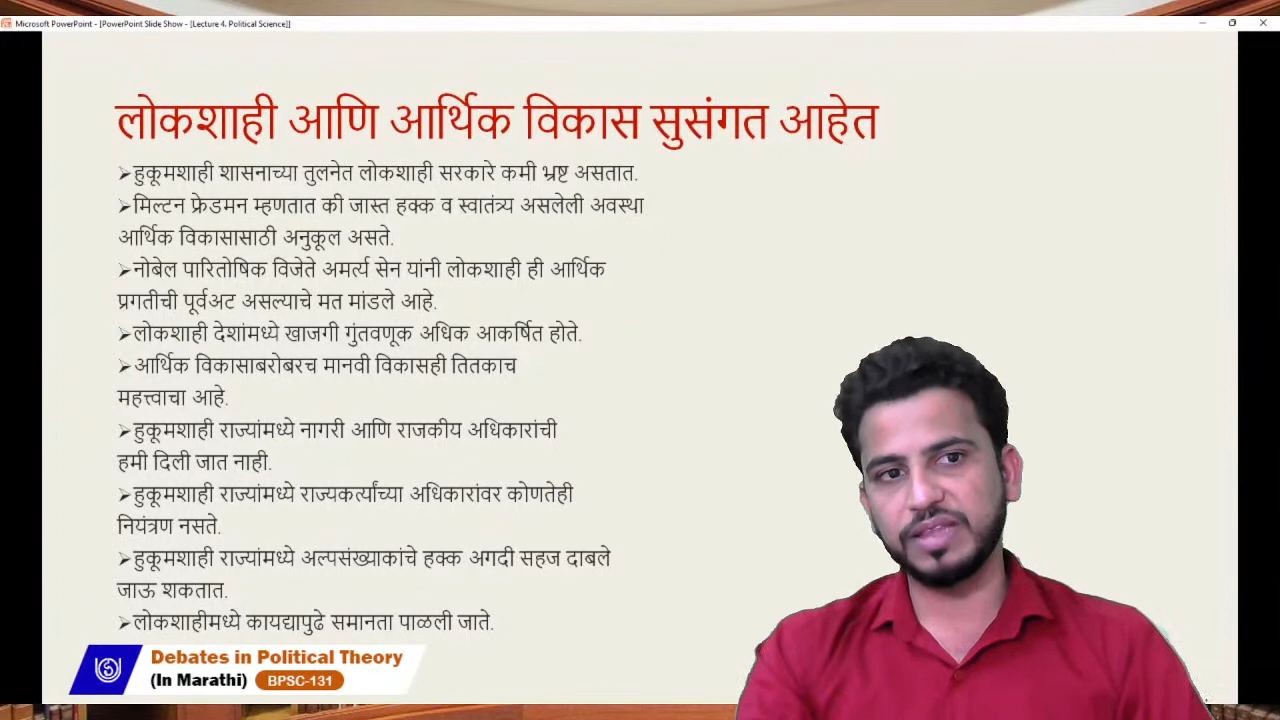 Microsoft PowerPoint - [PowerPoint Slide Show - [Lecture 4, Political Science]]
लोकशाही आणि आर्थिक विकास सुसंगत आहेत
➢हुकूमशाही शासनाच्या तुलनेत लोकशाही सरकारे कमी भ्रष्ट असतात.
➢मिल्टन फ्रेडमन म्हणतात की जास्त हक्क व स्वातंत्र्य असलेली अवस्था
आर्थिक विकासासाठी अनुकूल असते.
➢नोबेल पारितोषिक विजेते अमर्त्य सेन यांनी लोकशाही ही आर्थिक
प्रगतीची पूर्वअट असल्याचे मत मांडले आहे.
➢लोकशाही देशांमध्ये खाजगी गुंतवणूक अधिक आकर्षित होते.
➢आर्थिक विकासाबरोबरच मानवी विकासही तितकाच
महत्त्वाचा आहे.
➢हुकूमशाही राज्यांमध्ये नागरी आणि राजकीय अधिकारांची
हमी दिली जात नाही.
➢हुकूमशाही राज्यांमध्ये राज्यकर्त्यांच्या अधिकारांवर कोणतेही
नियंत्रण नसते.
➢हुकूमशाही राज्यांमध्ये अल्पसंख्याकांचे हक्क अगदी सहज दाबले
जाऊ शकतात.
➢लोकशाहीमध्ये कायद्यापुढे समानता पाळली जाते.
Debates in Political Theory
(In Marathi) BPSC-131